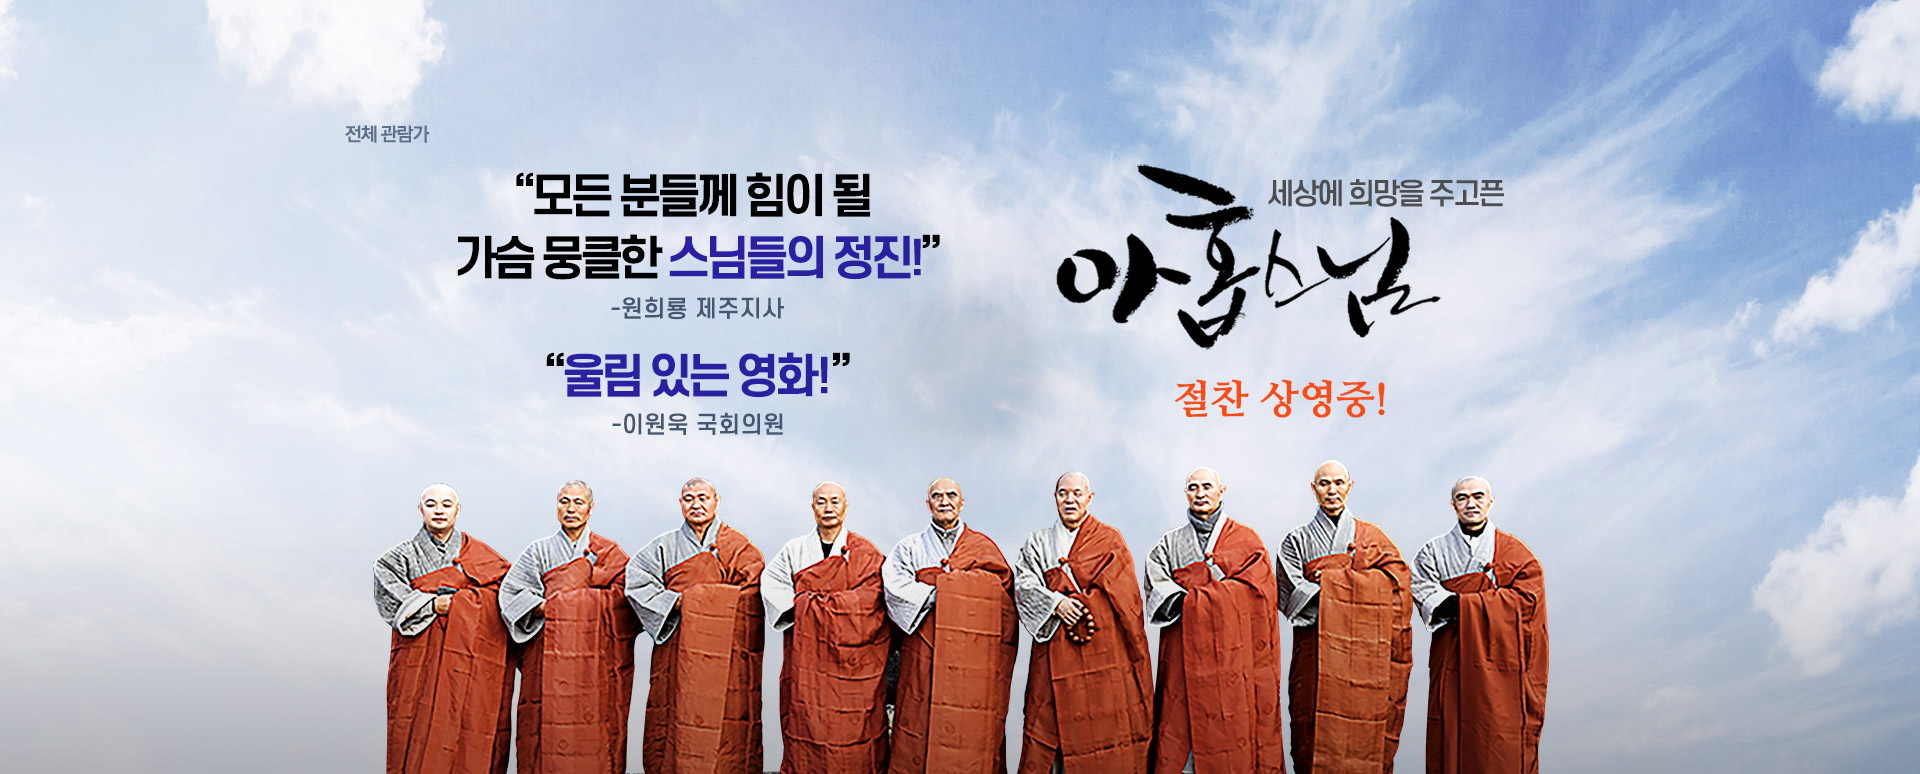 전체 관람가
“모든 분들께 힘이 될
가슴 뭉클한 스님들의 정진!”
-원희룡 제주지사
“울림 있는 영화!”
-이원욱 국회의원
세상에 희망을 주고픈
아홉스님
절찬 상영중!